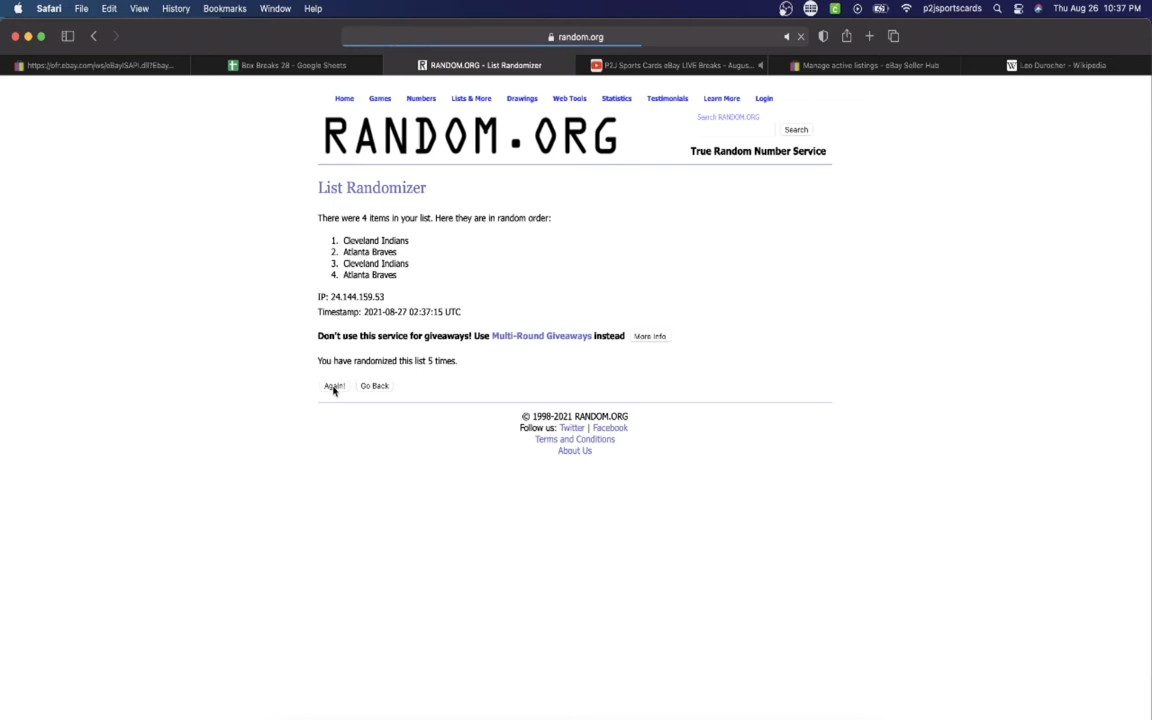 Safari File Edit View History Bookmarks Window Help p2jsportscards Thu Aug 26 10:37 PM
random.org
https://ofr.ebay.com/ws/eBayISAPI.dll?Ebay... Box Breaks 28 - Google Sheets RANDOM.ORG - List Randomizer P2J Sports Cards eBay LIVE Breaks - Augus... Manage active listings - eBay Seller Hub Leo Durocher - Wikipedia
Home Games Numbers Lists & More Drawings Web Tools Statistics Testimonials Learn More Login
Search RANDOM.ORG
RANDOM.ORG
Search
True Random Number Service
List Randomizer
There were 4 items in your list. Here they are in random order:
1. Cleveland Indians
2. Atlanta Braves
3. Cleveland Indians
4. Atlanta Braves
IP: 24.144.159.53
Timestamp: 2021-08-27 02:37:15 UTC
Don't use this service for giveaways! Use Multi-Round Giveaways instead More Info
You have randomized this list 5 times.
Again! Go Back
© 1998-2021 RANDOM.ORG
Follow us: Twitter | Facebook
Terms and Conditions
About Us